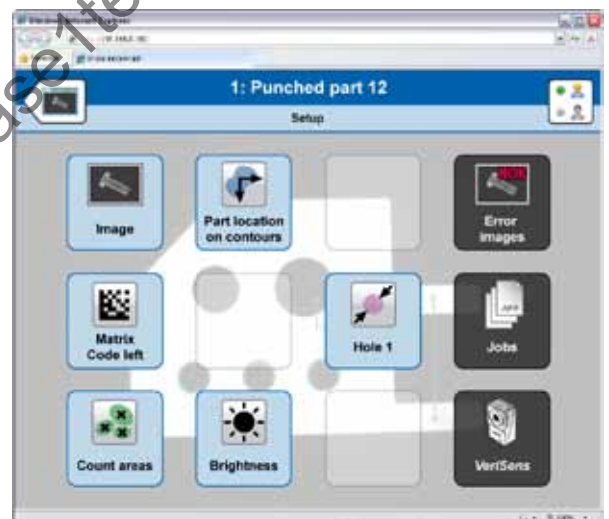 1: Punched part 12
Setup
Image
Part location
on contours
NOK
Error
images
Matrix
Code left
Hole 1
Jobs
Count areas
Brightness
VeriSens